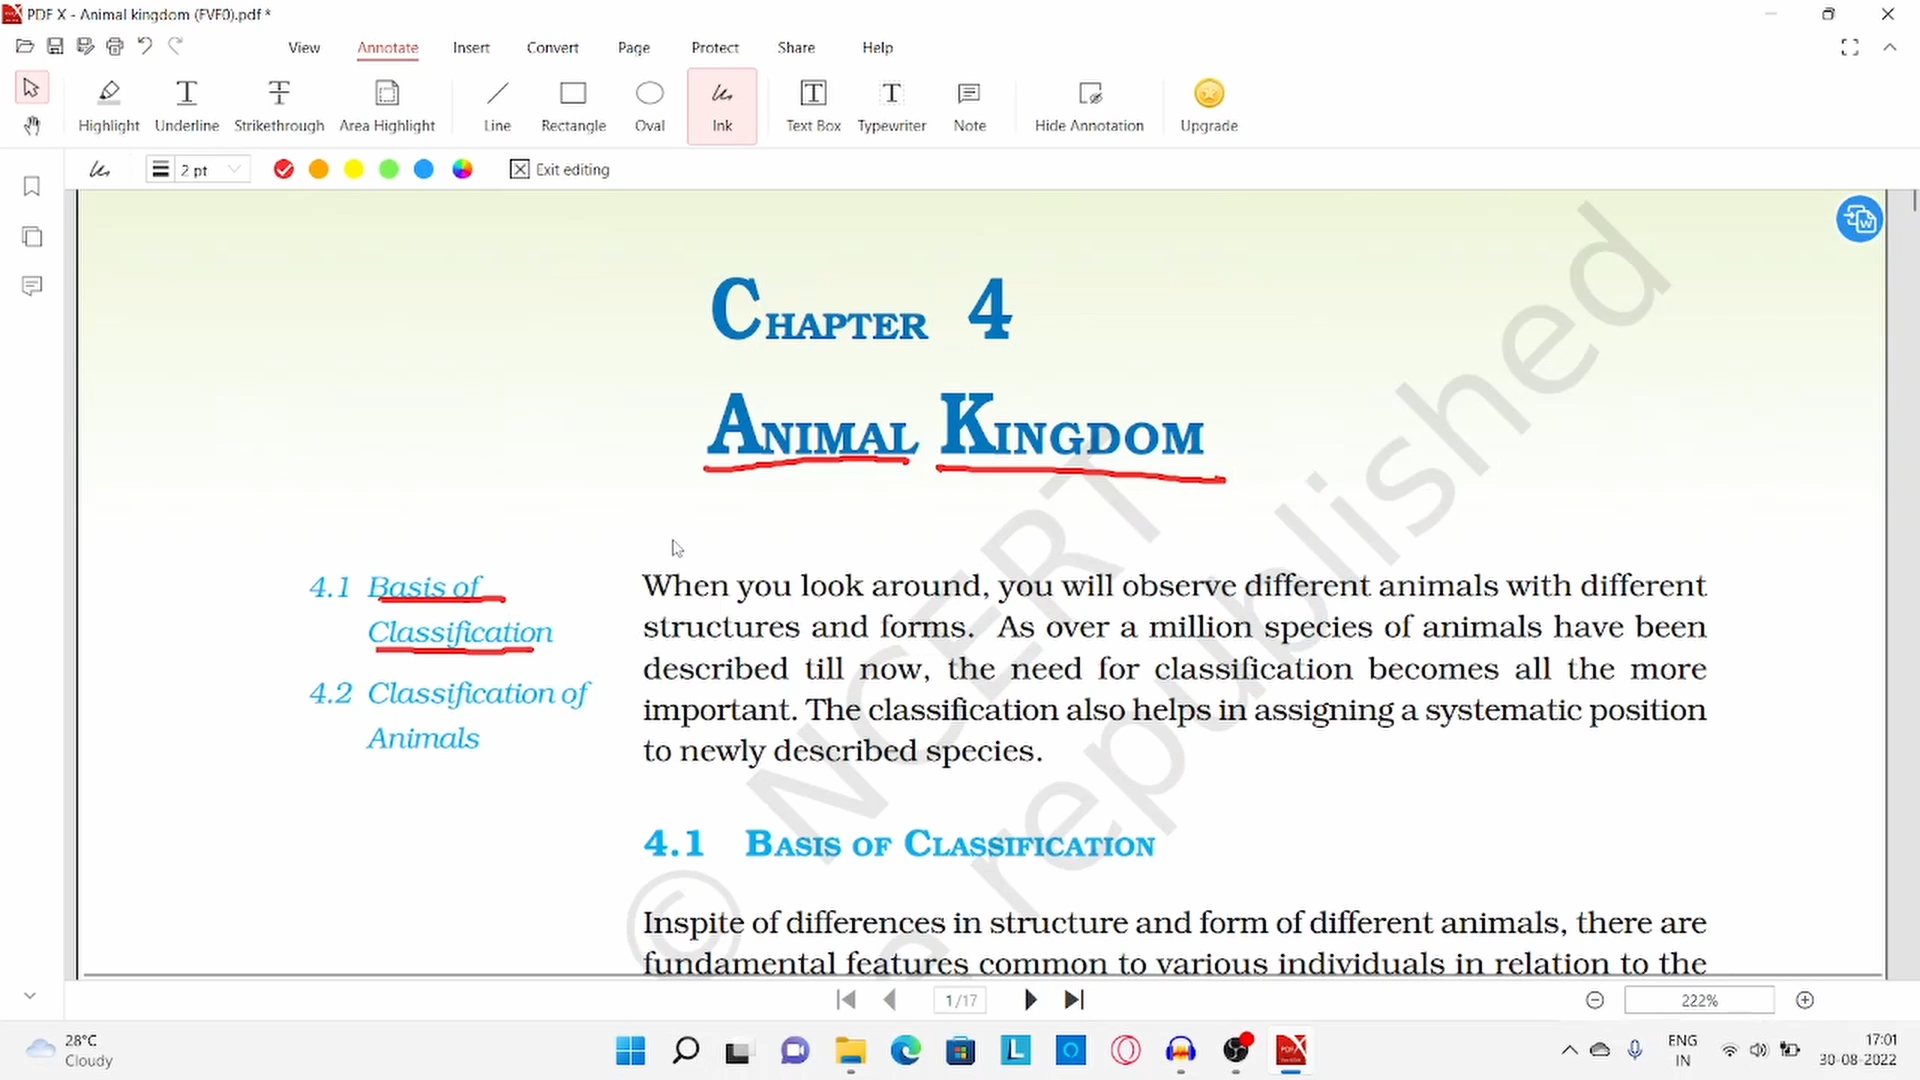 PDF X - Animal kingdom (FVF0).pdf *
View Annotate Insert Convert Page Protect Share Help
Highlight Underline Strikethrough Area Highlight Line Rectangle Oval Ink Text Box Typewriter Note Hide Annotation Upgrade
2 pt Exit editing
CHAPTER 4
ANIMAL KINGDOM
4.1 Basis of
Classification
4.2 Classification of
Animals
When you look around, you will observe different animals with different
structures and forms. As over a million species of animals have been
described till now, the need for classification becomes all the more
important. The classification also helps in assigning a systematic position
to newly described species.
4.1 BASIS OF CLASSIFICATION
Inspite of differences in structure and form of different animals, there are
fundamental features common to various individuals in relation to the
© NCERT
republished
1/17
222%
28°C
Cloudy
ENG
IN
17:01
30-08-2022